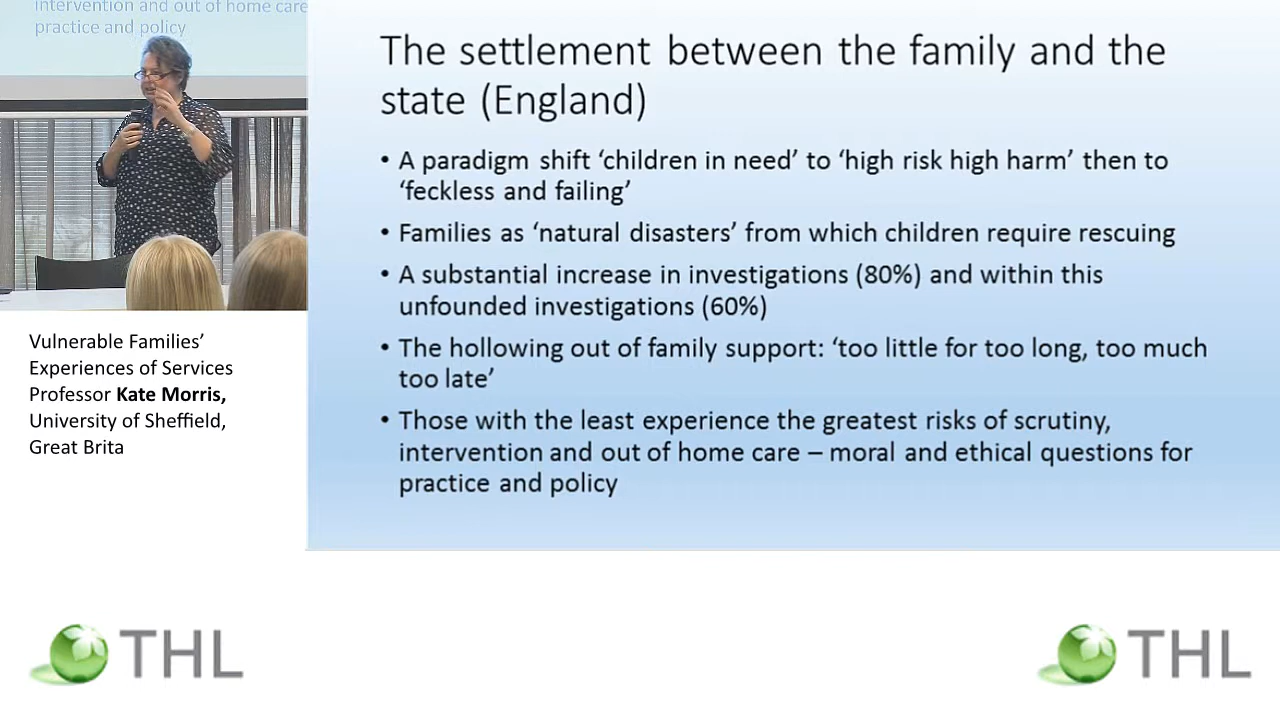 intervention and out of home care
practice and policy
The settlement between the family and the
state (England)
• A paradigm shift ‘children in need’ to ‘high risk high harm’ then to
‘feckless and failing’
• Families as ‘natural disasters’ from which children require rescuing
• A substantial increase in investigations (80%) and within this
unfounded investigations (60%)
• The hollowing out of family support: ‘too little for too long, too much
too late’
• Those with the least experience the greatest risks of scrutiny,
intervention and out of home care – moral and ethical questions for
practice and policy
Vulnerable Families’
Experiences of Services
Professor Kate Morris,
University of Sheffield,
Great Brita
THL
THL